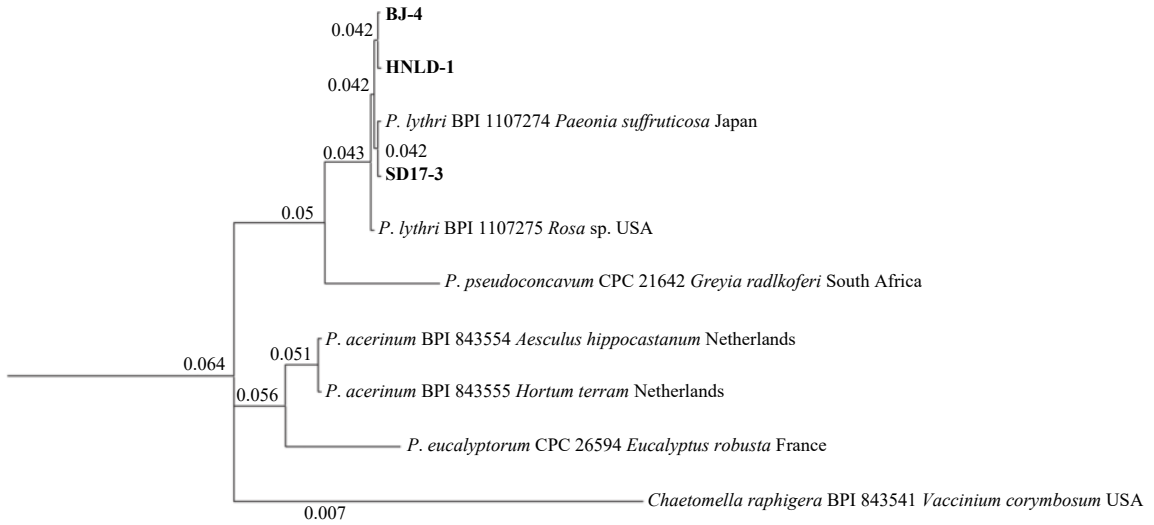 BJ-4
0.042
HNLD-1
0.042
P. lythri BPI 1107274 Paeonia suffruticosa Japan
0.043
0.042
SD17-3
0.05
P. lythri BPI 1107275 Rosa sp. USA
P. pseudoconcavum CPC 21642 Greyia radlkoferi South Africa
P. acerinum BPI 843554 Aesculus hippocastanum Netherlands
0.051
0.064
P. acerinum BPI 843555 Hortum terram Netherlands
0.056
P. eucalyptorum CPC 26594 Eucalyptus robusta France
Chaetomella raphigera BPI 843541 Vaccinium corymbosum USA
0.007